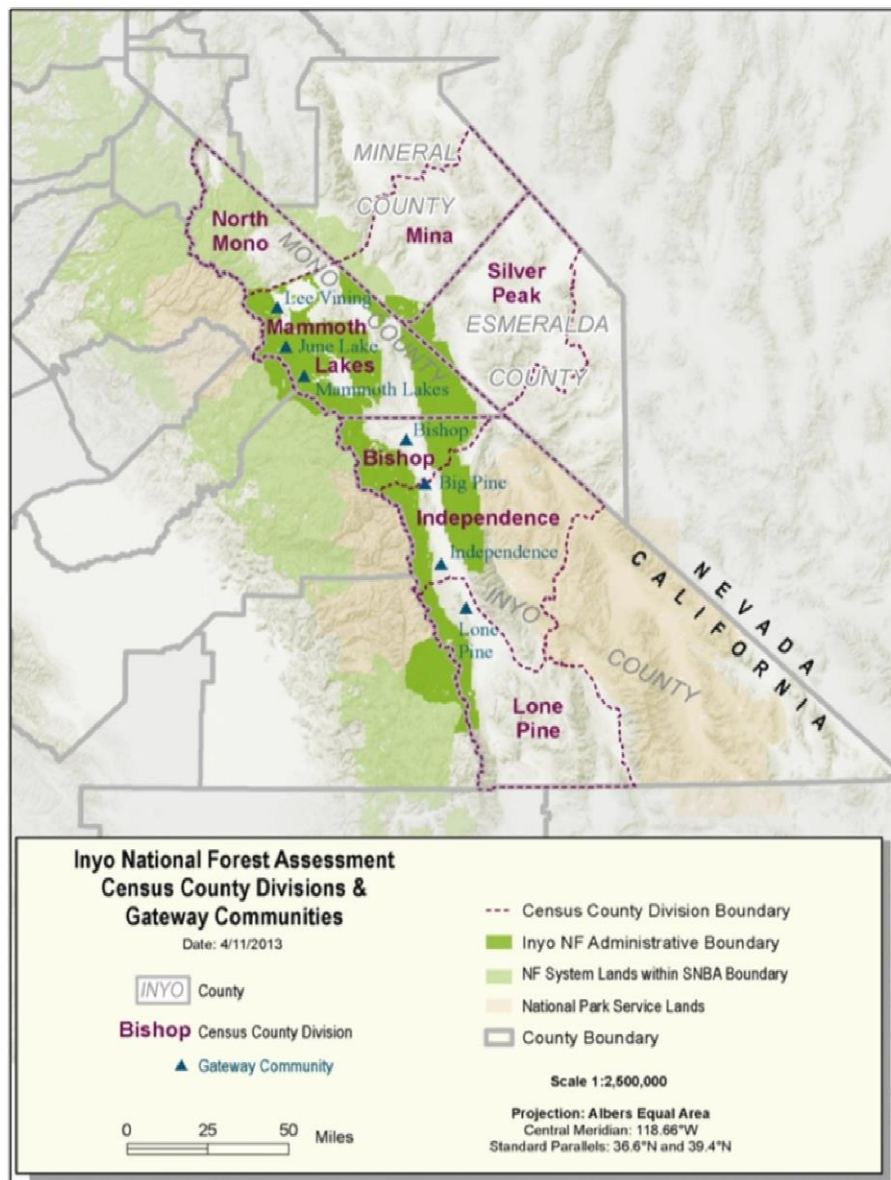 MINERAL
COUNTY
North
Mono
Mina
MONO
COUNTY
Silver
Peak
ESMERALDA
COUNTY
Lee Vining
Mammoth
June Lake
Lakes
Mammoth Lakes
Bishop
Bishop
Big Pine
Independence
Independence
INYO
COUNTY
Lone
Pine
NEVADA
CALIFORNIA
Lone
Pine
Inyo National Forest Assessment
Census County Divisions &
Gateway Communities
Date: 4/11/2013
INYO County
Bishop Census County Division
Gateway Community
0 25 50 Miles
Census County Division Boundary
Inyo NF Administrative Boundary
NF System Lands within SNBA Boundary
National Park Service Lands
County Boundary
Scale 1:2,500,000
Projection: Albers Equal Area
Central Meridian: 118.66°W
Standard Parallels: 36.6°N and 39.4°N